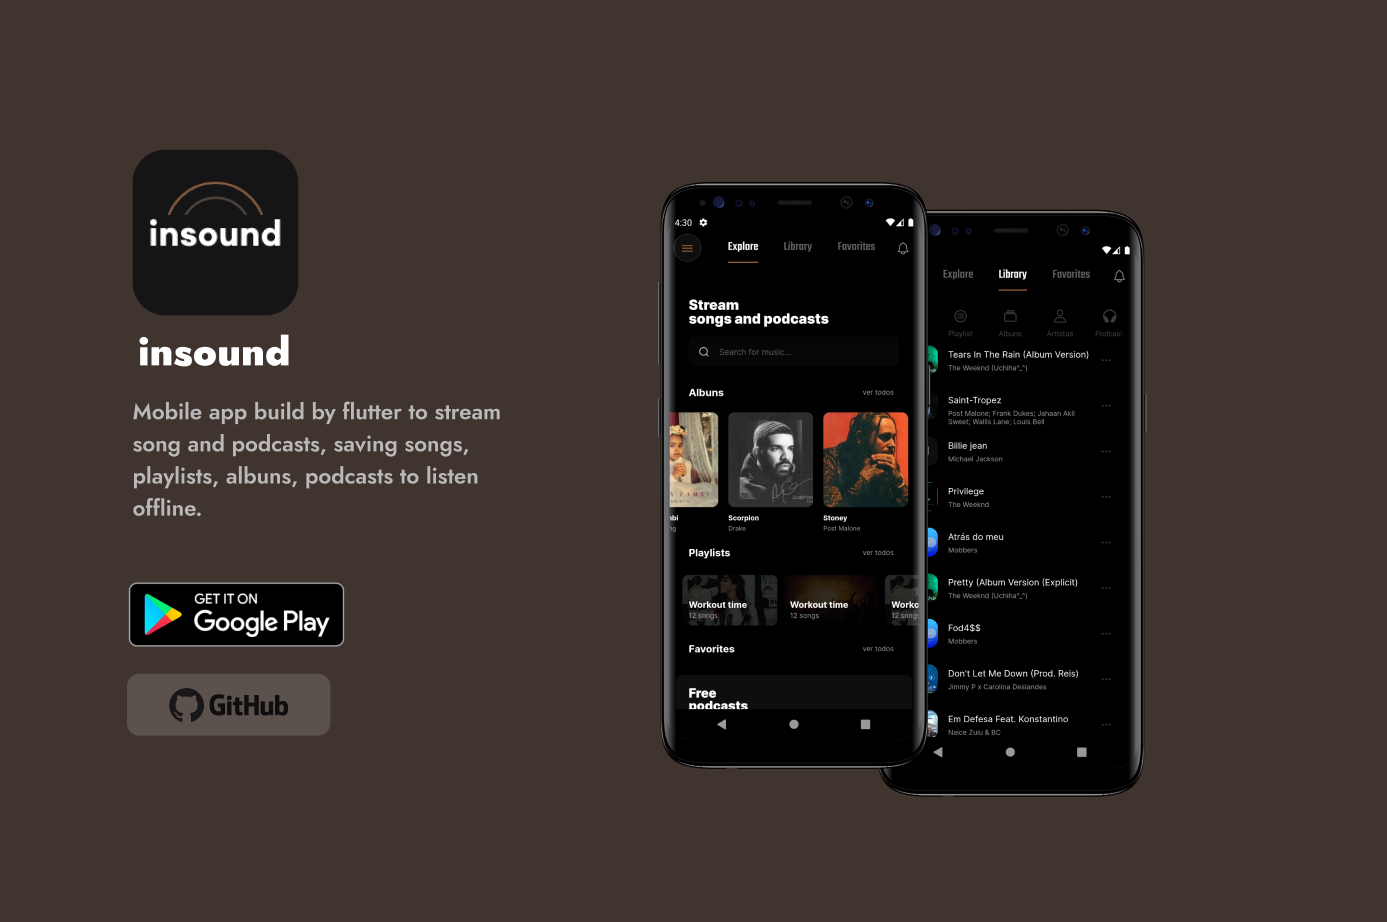 insound
insound
Mobile app build by flutter to stream
song and podcasts, saving songs,
playlists, albuns, podcasts to listen
offline.
GET IT ON
Google Play
GitHub
4:30
Explore
Library
Favorites
Stream
songs and podcasts
Search for music...
Albuns
ver todos
Scorpion
Drake
Stoney
Post Malone
Playlists
ver todos
Workout time
12 songs
Workout time
12 songs
Worko
12 songs
Favorites
ver todos
Free
podcasts
Explore
Library
Favorites
Playlist
Albuns
Artistas
Podcast
Tears In The Rain (Album Version)
The Weeknd (Uchiha^_^)
Saint-Tropez
Post Malone; Frank Dukes; Jahaan Akil
Sweet; Wallis Lane; Louis Bell
Billie jean
Michael Jackson
Privilege
The Weeknd
Atrás do meu
Mobbers
Pretty (Album Version (Explicit)
The Weeknd (Uchiha^_^)
Fod4$$
Mobbers
Don't Let Me Down (Prod. Reis)
Jimmy P x Carolina Deslandes
Em Defesa Feat. Konstantino
Naice Zulu & BC